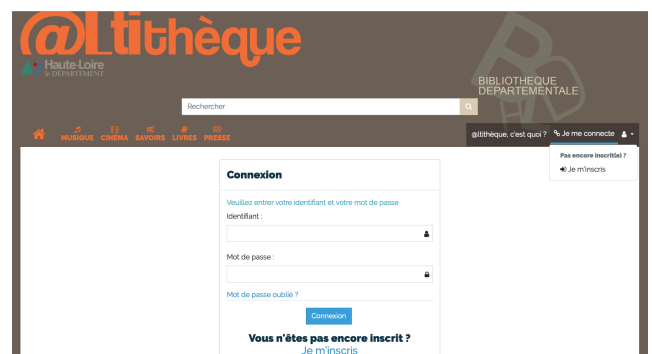 @Ltithèque
Haute-Loire
le DÉPARTEMENT
BIBLIOTHEQUE
DEPARTEMENTALE
Rechercher
MUSIQUE CINÉMA SAVOIRS LIVRES PRESSE
@ltithèque, c'est quoi ? Je me connecte
Pas encore inscrit(e) ?
Je m'inscris
Connexion
Veuillez entrer votre identifiant et votre mot de passe
Identifiant :
Mot de passe :
Mot de passe oublié ?
Connexion
Vous n'êtes pas encore inscrit ?
Je m'inscris